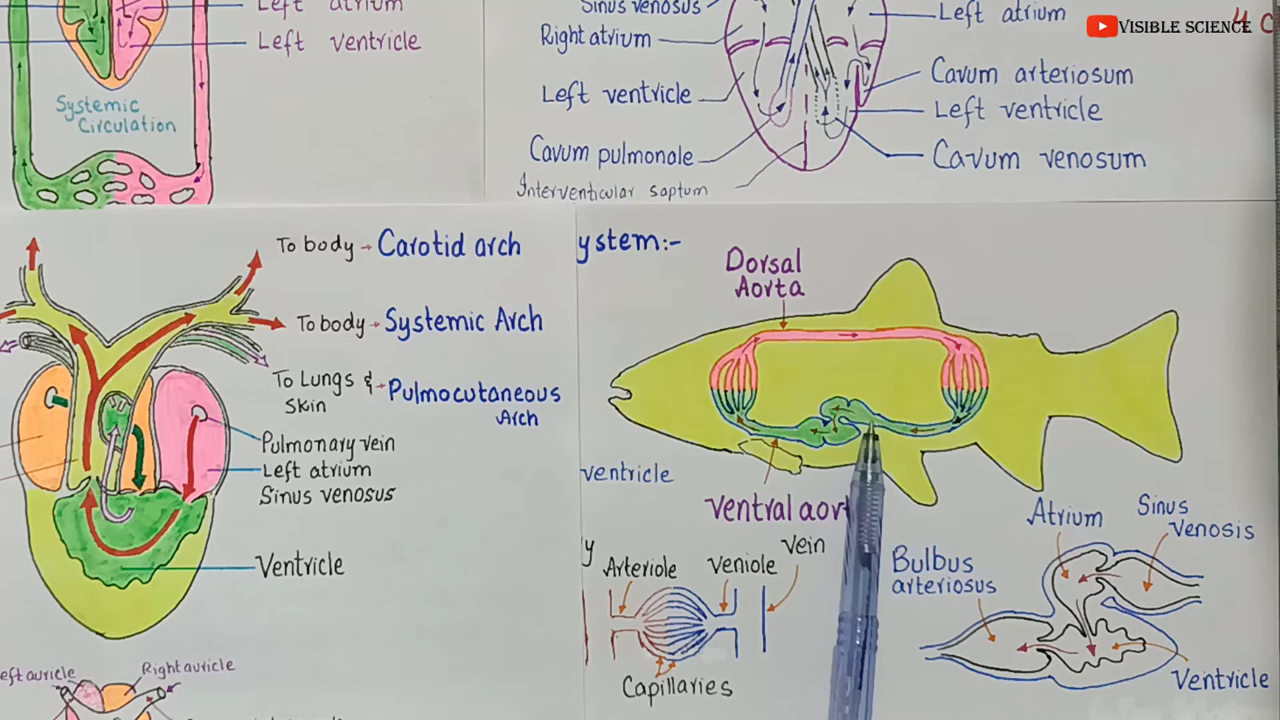 Left atrium
Left ventricle
Systemic
Circulation
Sinus venosus
Right atrium
Left ventricle
Cavum pulmonale
Interventicular saptum
Left atrium
Cavum arteriosum
Left ventricle
Cavum venosum
VISIBLE SCIENCE
To body → Carotid arch
To body → Systemic Arch
To Lungs & → Pulmocutaneous
Skin Arch
Pulmonary vein
Left atrium
Sinus venosus
Ventricle
eft auricle
Right auricle
ystem:-
Dorsal
Aorta
ventricle
Ventral aort
y
Arteriole
Veniole
Vein
Capillaries
Atrium
Sinus
Venosis
Bulbus
arteriosus
Ventricle